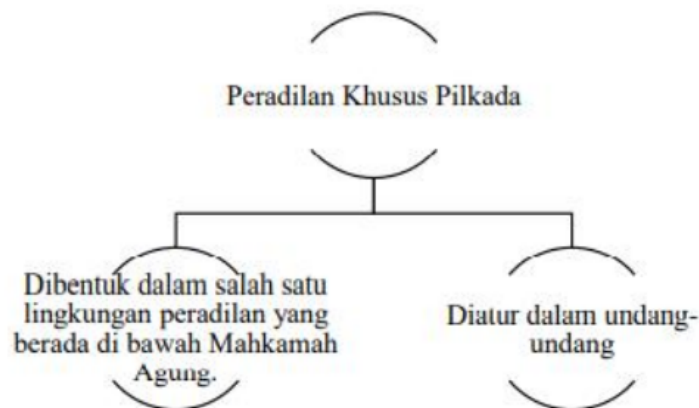 Peradilan Khusus Pilkada
Dibentuk dalam salah satu
lingkungan peradilan yang
berada di bawah Mahkamah
Agung.
Diatur dalam undang-
undang